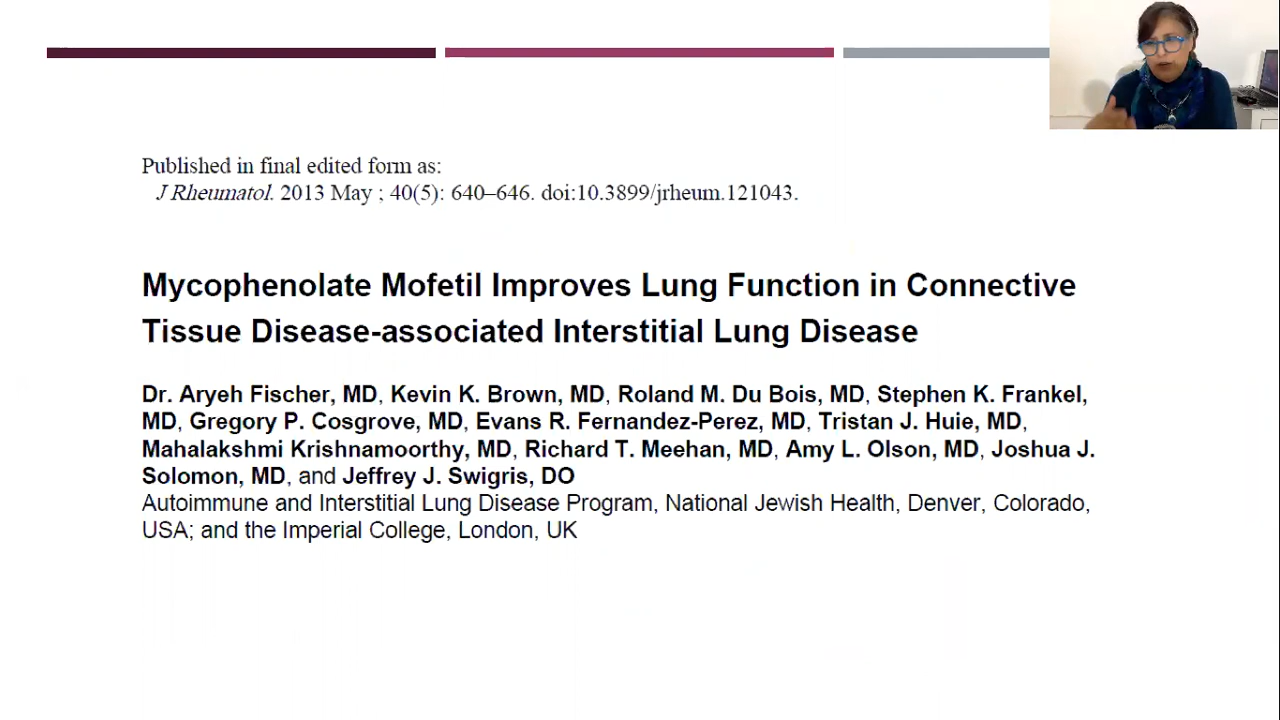 Published in final edited form as:
J Rheumatol. 2013 May ; 40(5): 640–646. doi:10.3899/jrheum.121043.
Mycophenolate Mofetil Improves Lung Function in Connective
Tissue Disease-associated Interstitial Lung Disease
Dr. Aryeh Fischer, MD, Kevin K. Brown, MD, Roland M. Du Bois, MD, Stephen K. Frankel,
MD, Gregory P. Cosgrove, MD, Evans R. Fernandez-Perez, MD, Tristan J. Huie, MD,
Mahalakshmi Krishnamoorthy, MD, Richard T. Meehan, MD, Amy L. Olson, MD, Joshua J.
Solomon, MD, and Jeffrey J. Swigris, DO
Autoimmune and Interstitial Lung Disease Program, National Jewish Health, Denver, Colorado,
USA; and the Imperial College, London, UK